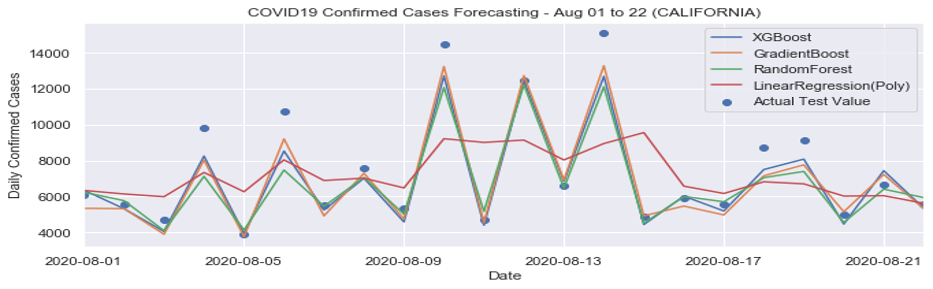 COVID19 Confirmed Cases Forecasting - Aug 01 to 22 (CALIFORNIA)
XGBoost
GradientBoost
RandomForest
LinearRegression(Poly)
Actual Test Value
Daily Confirmed Cases
14000
12000
10000
8000
6000
4000
2020-08-01 2020-08-05 2020-08-09 2020-08-13 2020-08-17 2020-08-21
Date